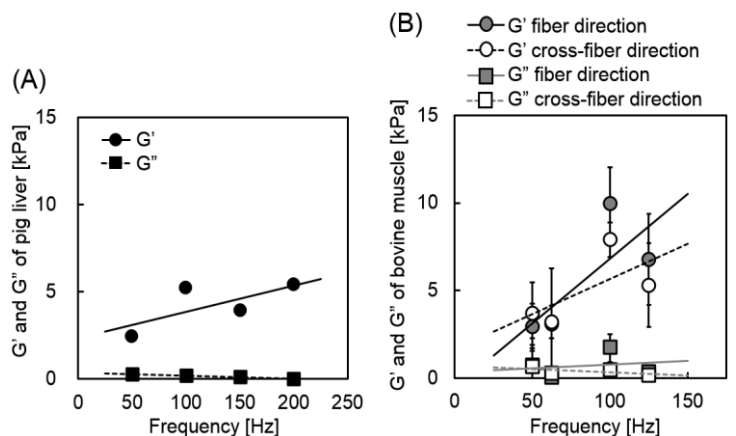 (A)
G' and G" of pig liver [kPa]
15
10
5
0
G'
G"
0 50 100 150 200 250
Frequency [Hz]
(B)
G' fiber direction
G' cross-fiber direction
G" fiber direction
G" cross-fiber direction
G' and G" of bovine muscle [kPa]
15
10
5
0
0 50 100 150
Frequency [Hz]